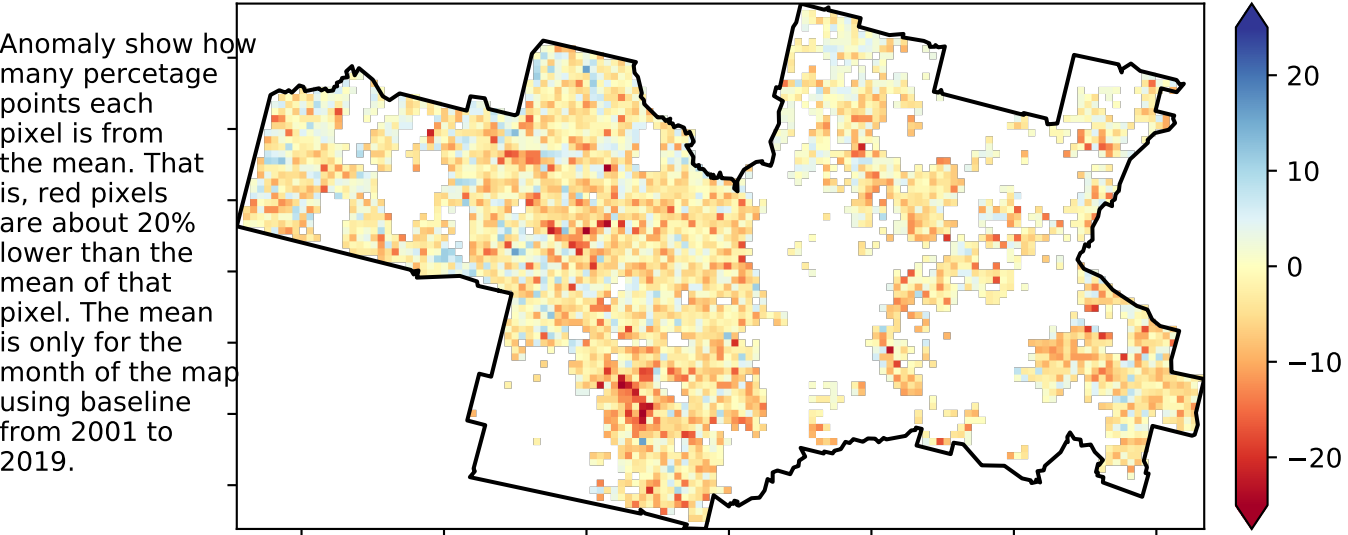 Anomaly show how
many percetage
points each
pixel is from
the mean. That
is, red pixels
are about 20%
lower than the
mean of that
pixel. The mean
is only for the
month of the map
using baseline
from 2001 to
2019.
20
10
0
−10
−20